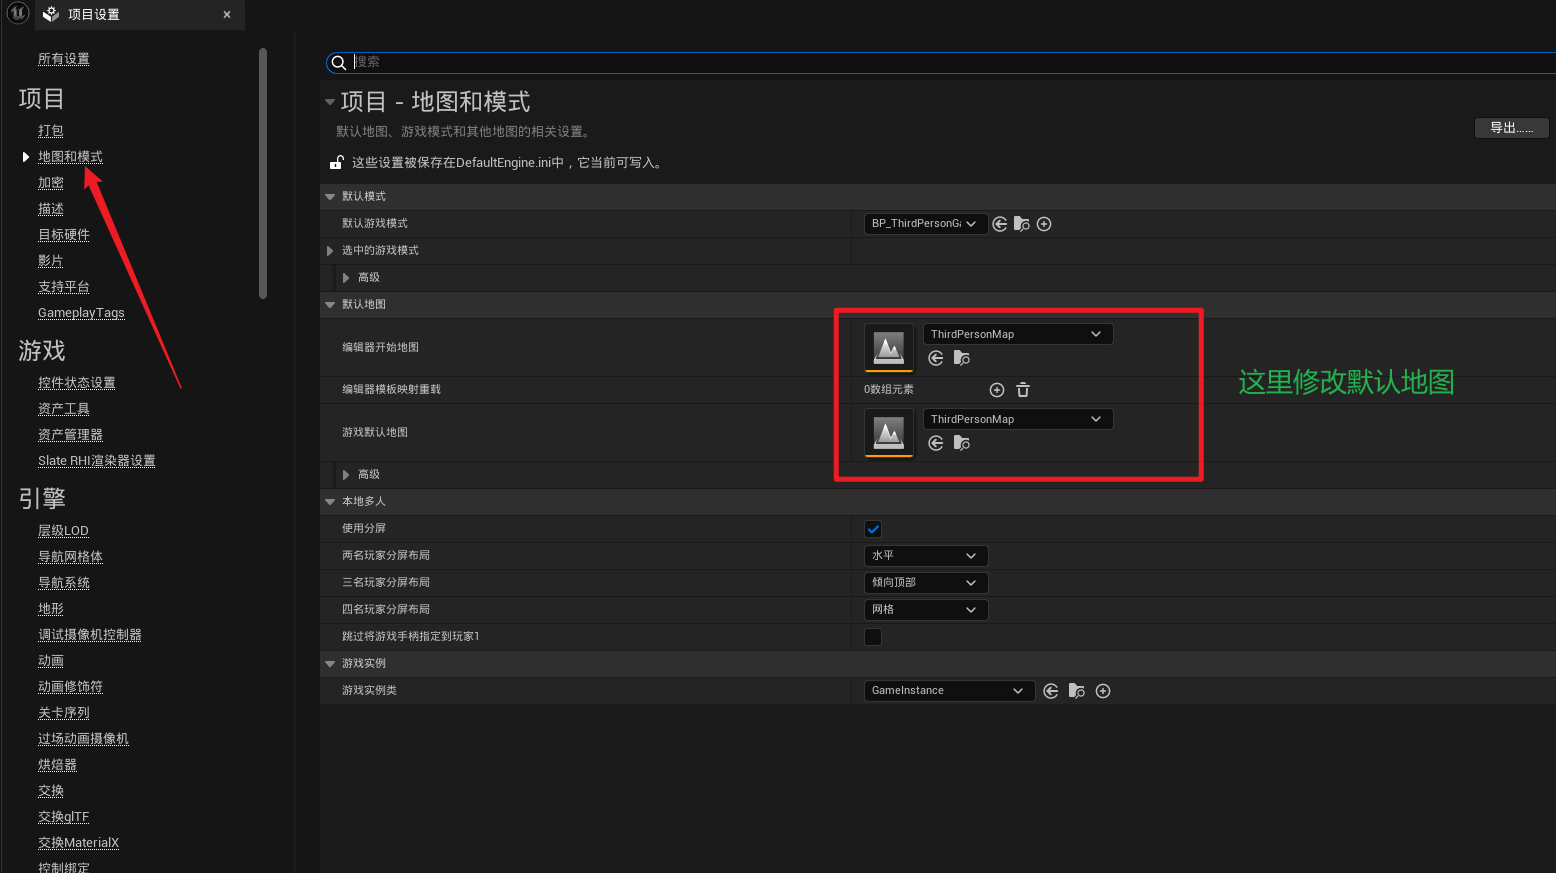 项目设置
所有设置
项目
打包
地图和模式
加密
描述
目标硬件
影片
支持平台
GameplayTags
游戏
控件状态设置
资产工具
资产管理器
Slate RHI渲染器设置
引擎
层级LOD
导航网格体
导航系统
地形
调试摄像机控制器
动画
动画修饰符
关卡序列
过场动画摄像机
烘焙器
交换
交换glTF
交换MaterialX
控制绑定
搜索
项目 - 地图和模式
默认地图、游戏模式和其他地图的相关设置。
导出......
这些设置被保存在DefaultEngine.ini中，它当前可写入。
默认模式
默认游戏模式
BP_ThirdPersonGa
选中的游戏模式
高级
默认地图
编辑器开始地图
ThirdPersonMap
编辑器模板映射重载
0数组元素
游戏默认地图
ThirdPersonMap
这里修改默认地图
高级
本地多人
使用分屏
两名玩家分屏布局
水平
三名玩家分屏布局
倾向顶部
四名玩家分屏布局
网格
跳过将游戏手柄指定到玩家1
游戏实例
游戏实例类
GameInstance